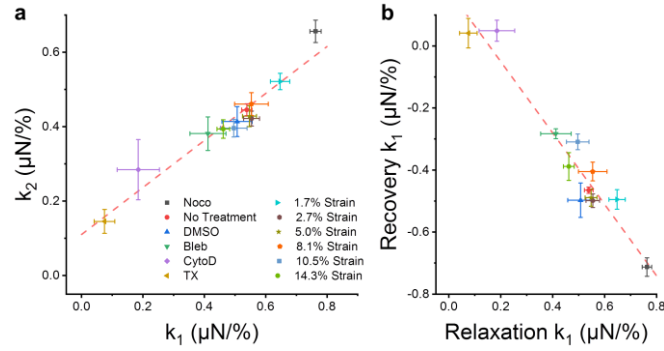 a
k₂ (μN/%)
0.6
0.4
0.2
0.0
Noco
No Treatment
DMSO
Bleb
CytoD
TX
1.7% Strain
2.7% Strain
5.0% Strain
8.1% Strain
10.5% Strain
14.3% Strain
0.0 0.2 0.4 0.6 0.8
k₁ (μN/%)
b
Recovery k₁ (μN/%)
0.0
-0.2
-0.4
-0.6
-0.8
0.0 0.2 0.4 0.6 0.8
Relaxation k₁ (μN/%)